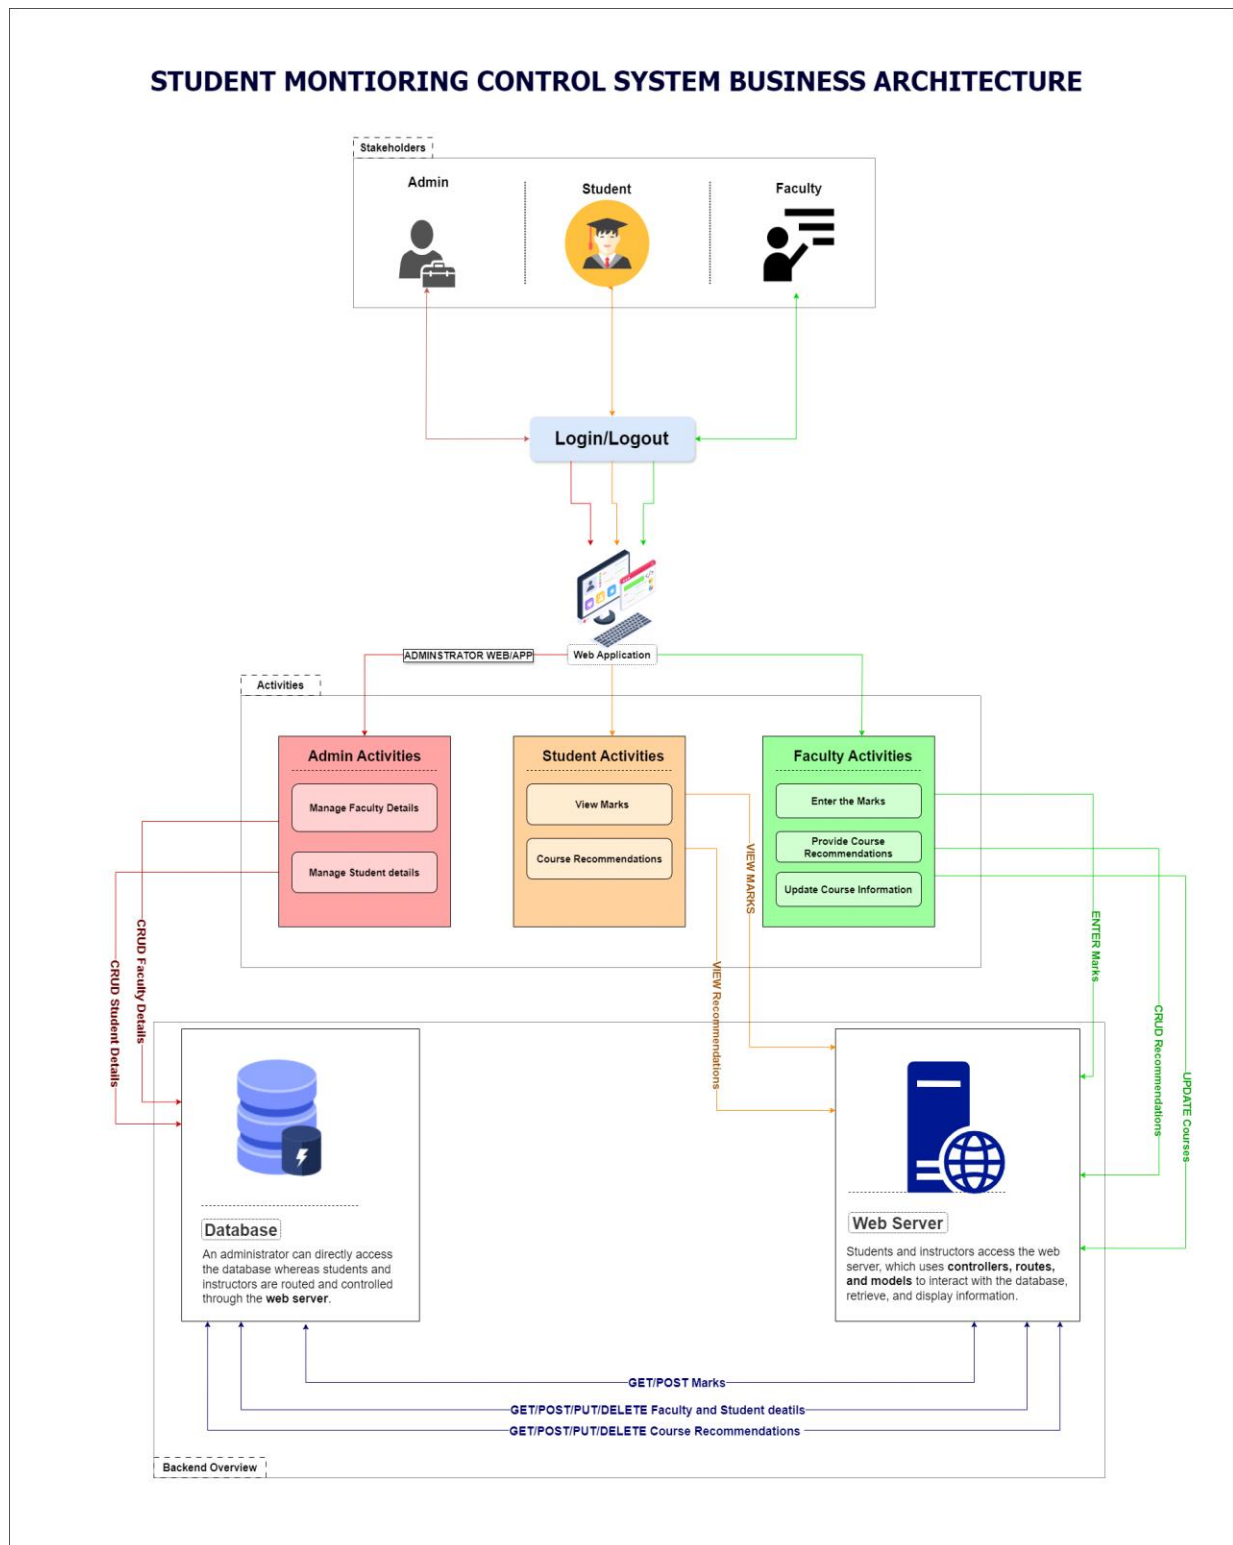 STUDENT MONTIORING CONTROL SYSTEM BUSINESS ARCHITECTURE
Stakeholders
Admin
Student
Faculty
Login/Logout
Web Application
ADMINSTRATOR WEB/APP
Activities
Admin Activities
Manage Faculty Details
Manage Student details
Student Activities
View Marks
Course Recommendations
Faculty Activities
Enter the Marks
Provide Course
Recommendations
Update Course Information
CRUD Faculty Details
CRUD Student Details
VIEW MARKS
VIEW Recommendations
ENTER Marks
CRUD Recommendations
UPDATE Courses
Database
An administrator can directly access
the database whereas students and
instructors are routed and controlled
through the web server.
Web Server
Students and instructors access the web
server, which uses controllers, routes,
and models to interact with the database,
retrieve, and display information.
GET/POST Marks
GET/POST/PUT/DELETE Faculty and Student deatils
GET/POST/PUT/DELETE Course Recommendations
Backend Overview